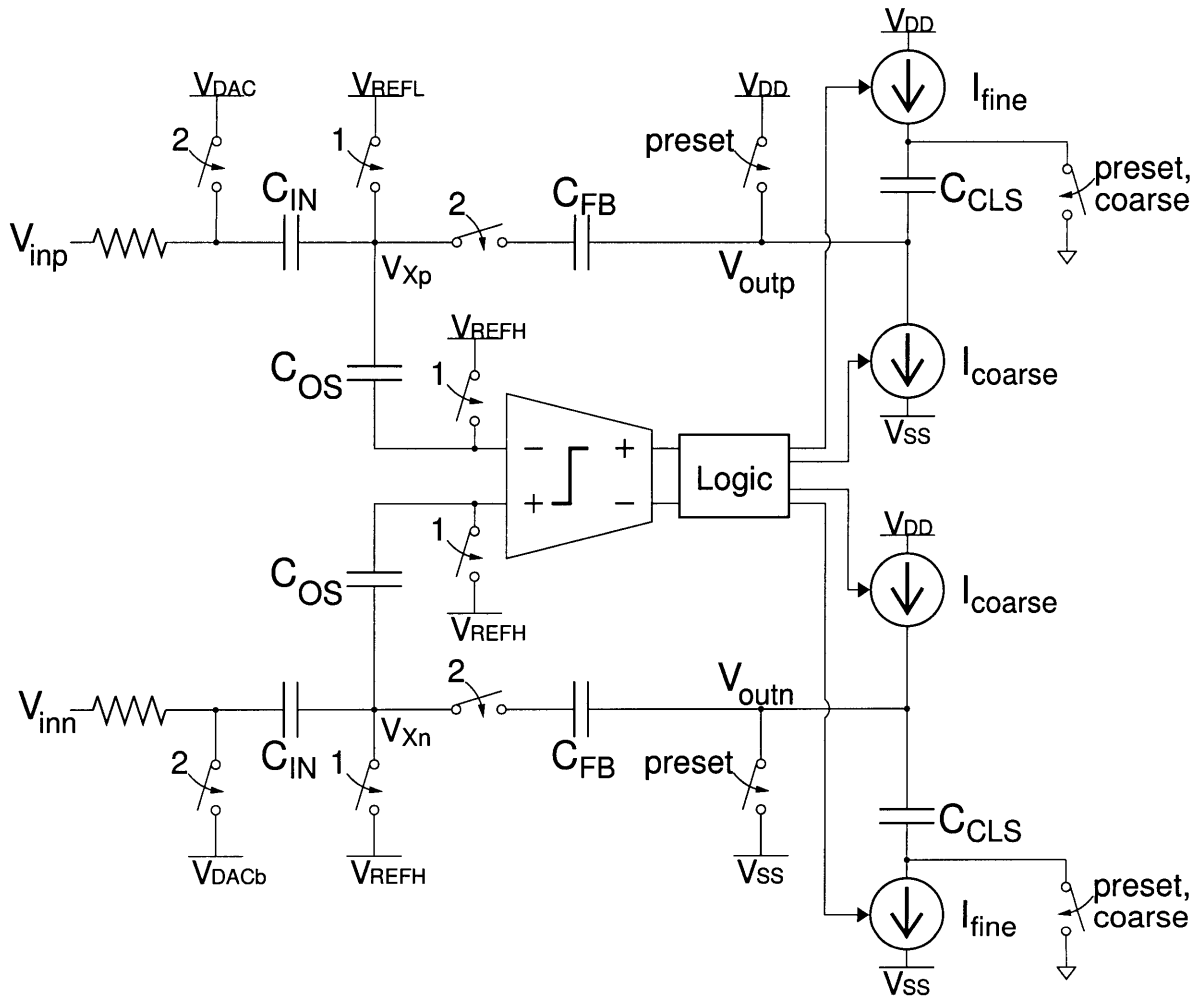 VDD
Ifine
VDAC
VREFL
VDD
2
1
preset
CIN
CFB
CCLS
preset,
coarse
2
Vinp
VXp
Voutp
VREFH
COS
1
Icoarse
VSS
− +
Logic
+ −
VDD
1
COS
Icoarse
VREFH
2
Voutn
Vinn
VXn
2
CIN
1
CFB
preset
CCLS
VDACb
VREFH
VSS
preset,
coarse
Ifine
VSS